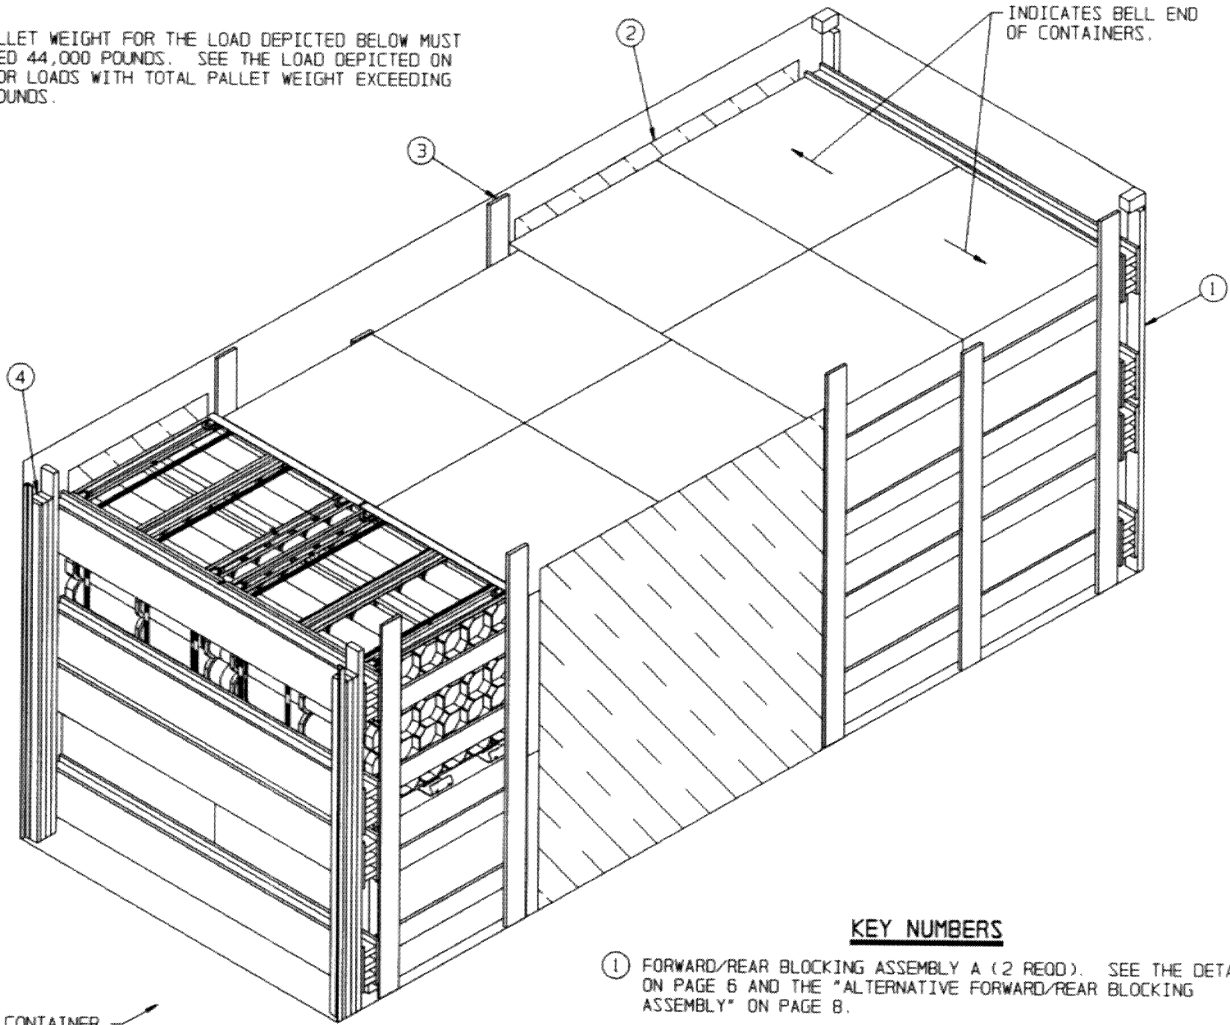 LLET WEIGHT FOR THE LOAD DEPICTED BELOW MUST
ED 44,000 POUNDS. SEE THE LOAD DEPICTED ON
OR LOADS WITH TOTAL PALLET WEIGHT EXCEEDING
OUNDS.
INDICATES BELL END
OF CONTAINERS.
2
3
1
4
KEY NUMBERS
1 FORWARD/REAR BLOCKING ASSEMBLY A (2 REQD). SEE THE DETA
ON PAGE 6 AND THE "ALTERNATIVE FORWARD/REAR BLOCKING
ASSEMBLY" ON PAGE 8.
CONTAINER